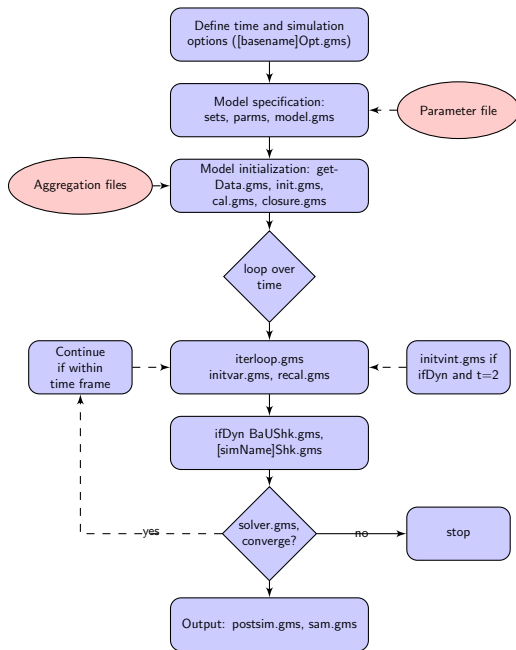 Define time and simulation
options ([basename]Opt.gms)
Model specification:
sets, parms, model.gms
Parameter file
Model initialization: get-
Data.gms, init.gms,
cal.gms, closure.gms
Aggregation files
loop over
time
Continue
if within
time frame
iterloop.gms
initvar.gms, recal.gms
initvint.gms if
ifDyn and t=2
ifDyn BaUShk.gms,
[simName]Shk.gms
solver.gms,
converge?
yes
no
stop
Output: postsim.gms, sam.gms